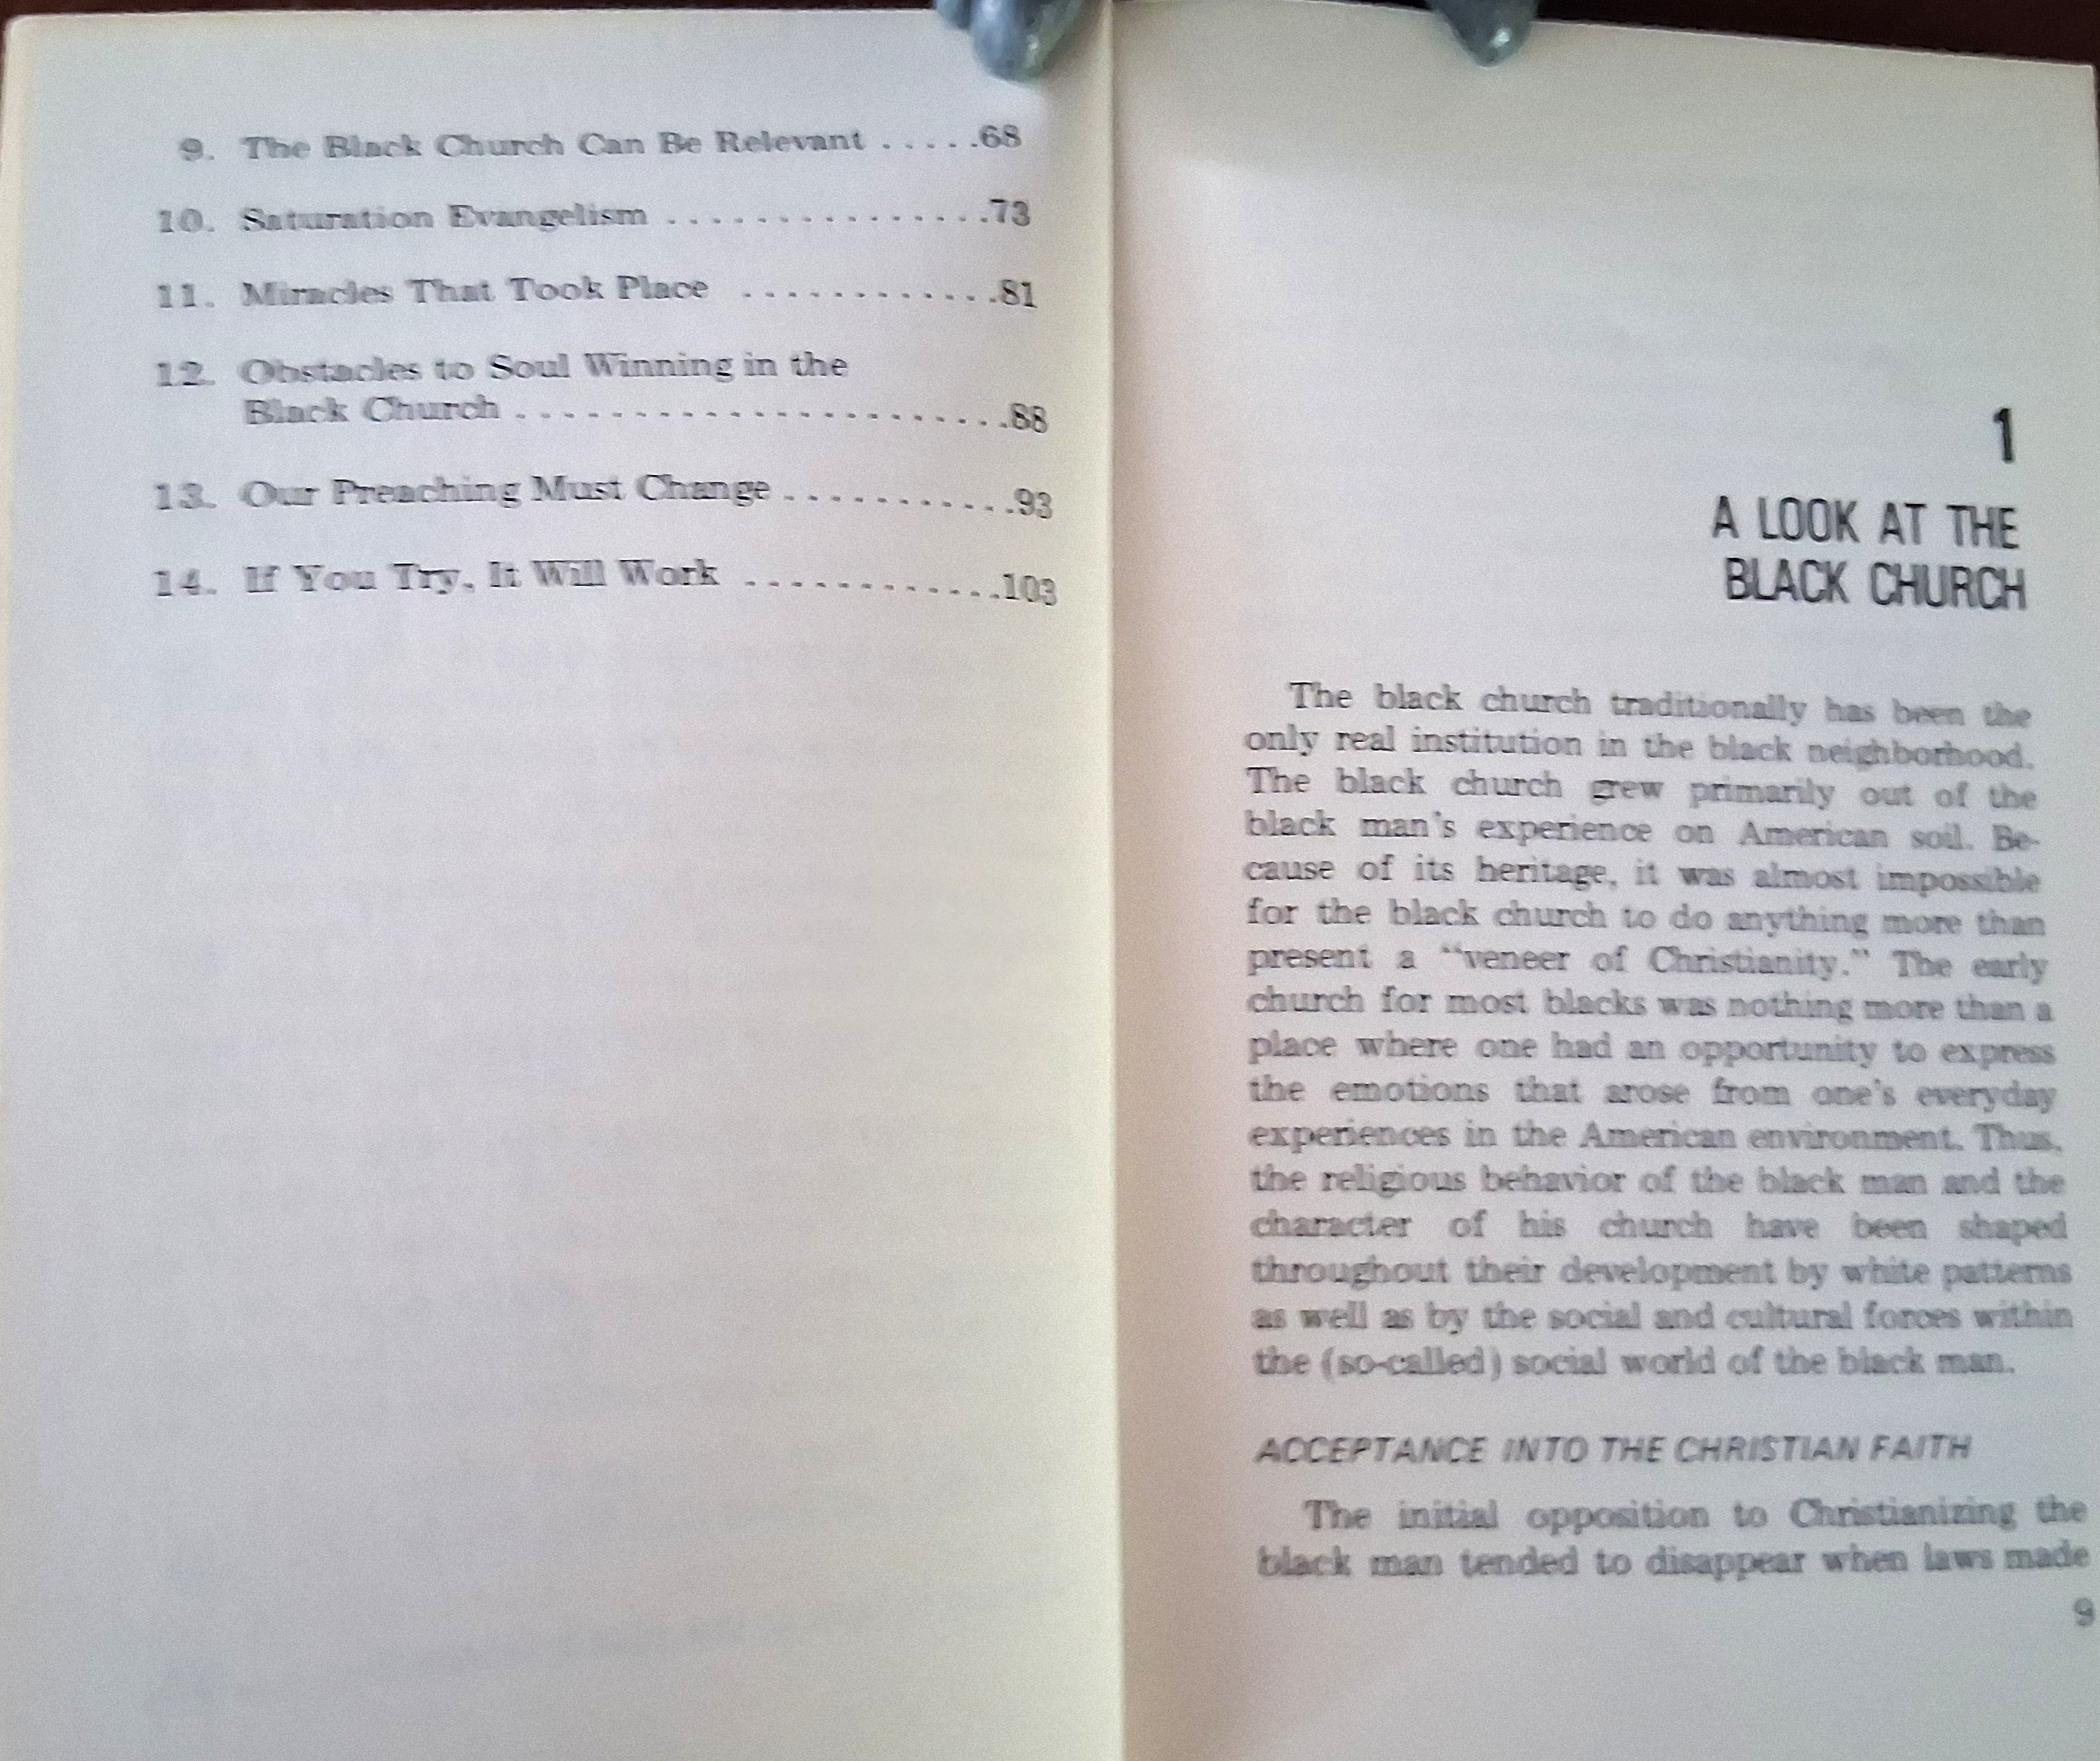 9. The Black Church Can Be Relevant .....68
10. Saturation Evangelism ..............73
11. Miracles That Took Place ............81
12. Obstacles to Soul Winning in the
Black Church .....................88
13. Our Preaching Must Change ...........93
14. If You Try, It Will Work ............103
1
A LOOK AT THE
BLACK CHURCH
The black church traditionally has been the
only real institution in the black neighborhood.
The black church grew primarily out of the
black man's experience on American soil. Be-
cause of its heritage, it was almost impossible
for the black church to do anything more than
present a "veneer of Christianity." The early
church for most blacks was nothing more than a
place where one had an opportunity to express
the emotions that arose from one's everyday
experiences in the American environment. Thus,
the religious behavior of the black man and the
character of his church have been shaped
throughout their development by white patterns
as well as by the social and cultural forces within
the (so-called) social world of the black man.
ACCEPTANCE INTO THE CHRISTIAN FAITH
The initial opposition to Christianizing the
black man tended to disappear when laws made
9